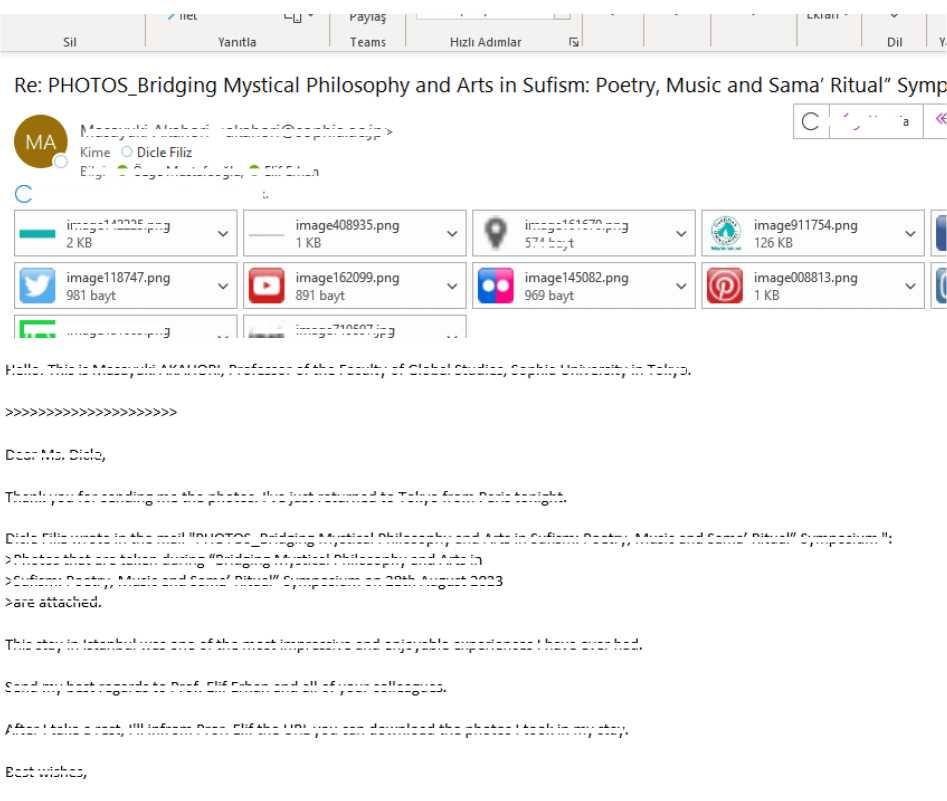 Sil
Yanıtla
Teams
Hızlı Adımlar
Dil
Paylaş
Re: PHOTOS_Bridging Mystical Philosophy and Arts in Sufism: Poetry, Music and Sama' Ritual" Symp
MA
Kime Dicle Filiz
Bilgi Elif Erhan
2 KB
image408935.png
1 KB
image161670.png
574 bayt
image911754.png
126 KB
image118747.png
981 bayt
image162099.png
891 bayt
image145082.png
969 bayt
image008813.png
1 KB
Hello. This is Masayuki AKAHORI, Professor of the Faculty of Global Studies, Sophia University in Tokyo.
>>>>>>>>>>>>>>>>>>>>>
Dear Ms. Dicle,
Thank you for sending me the photos. I've just returned to Tokyo from Paris tonight.
Dicle Filiz wrote in the mail "PHOTOS_Bridging Mystical Philosophy and Arts in Sufism: Poetry, Music and Sama' Ritual" Symposium ":
>Photos that are taken during "Bridging Mystical Philosophy and Arts in
>Sufism: Poetry, Music and Sama' Ritual" Symposium on 28th August 2023
>are attached.
This stay in Istanbul was one of the most impressive and enjoyable experiences I have ever had.
Send my best regards to Prof. Elif Erhan and all of your colleagues.
After I take a rest, I'll infrom Prof. Elif the URL you can download the photos I took in my stay.
Best wishes,